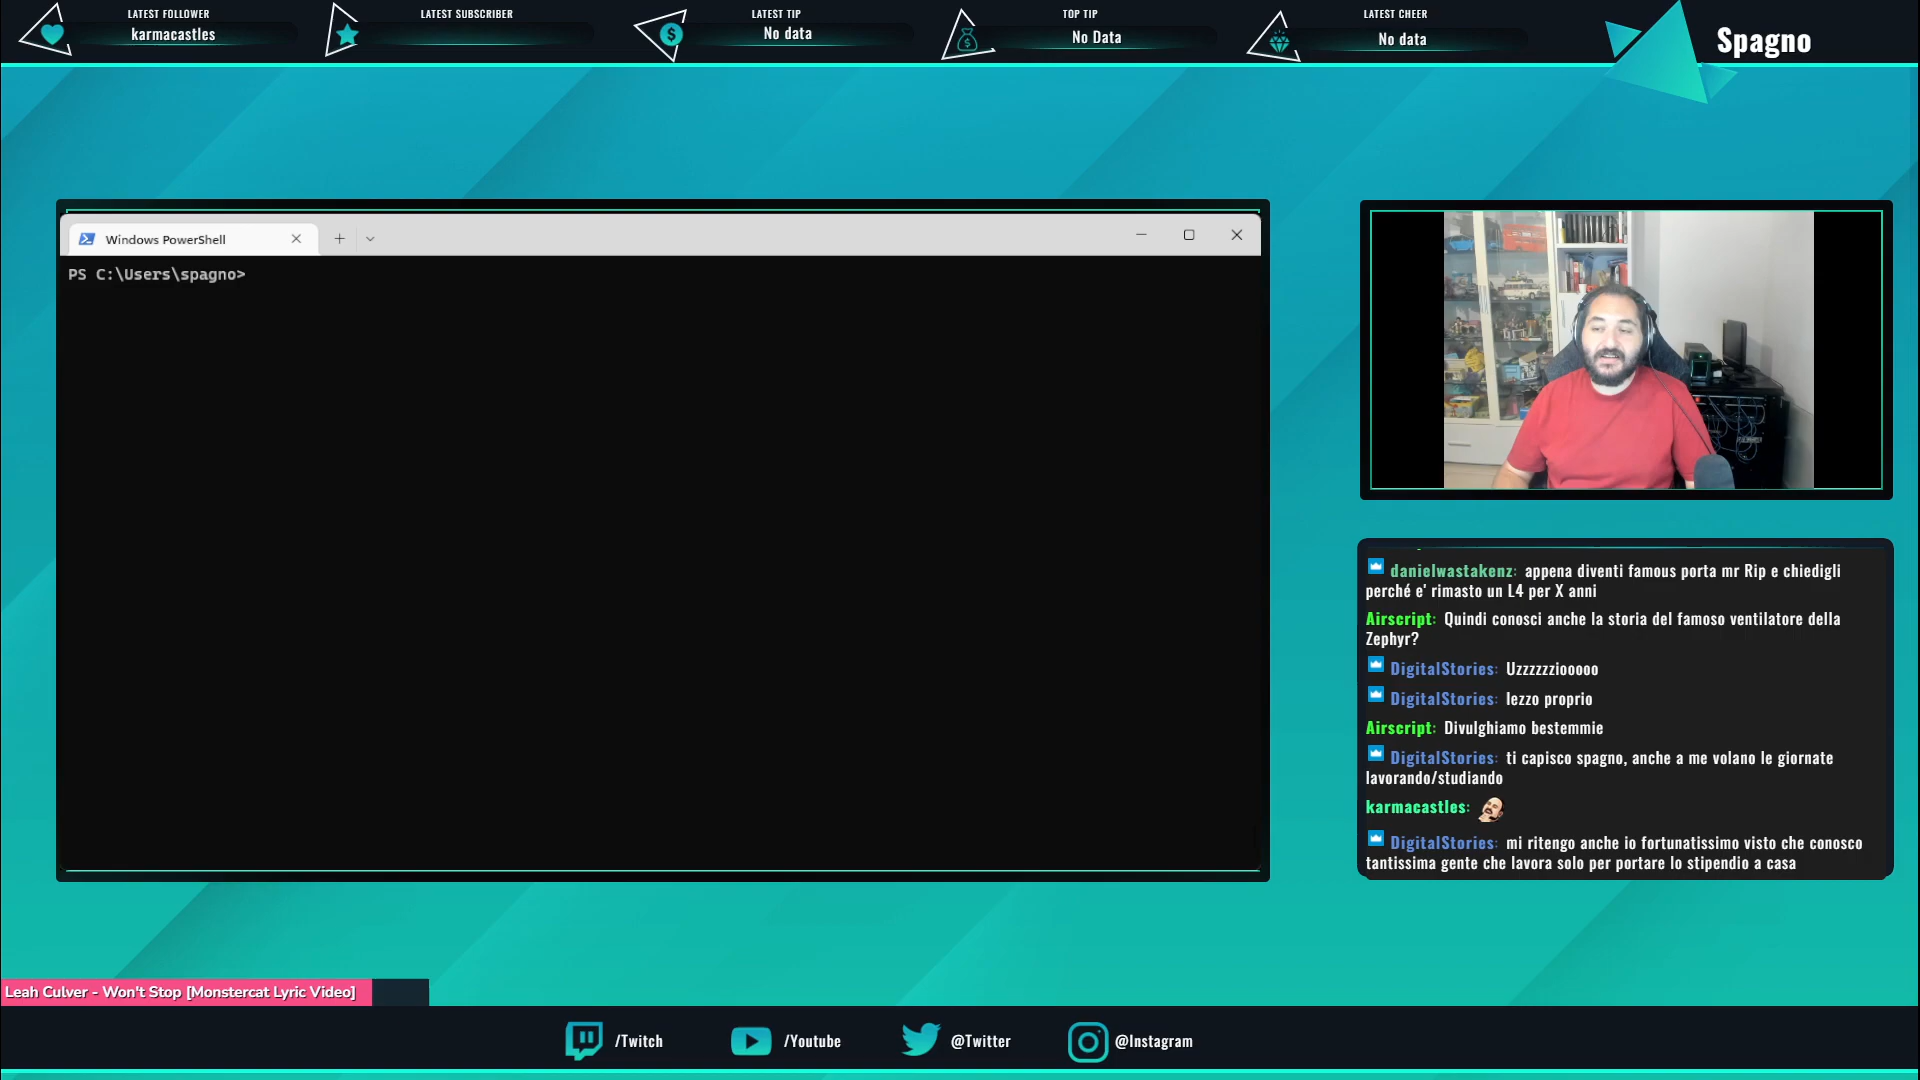 LATEST FOLLOWER
karmacastles
LATEST SUBSCRIBER
LATEST TIP
No data
TOP TIP
No Data
LATEST CHEER
No data
Spagno
Windows PowerShell
PS C:\Users\spagno>
danielwastakenz: appena diventi famous porta mr Rip e chiedigli
perché e' rimasto un L4 per X anni
Airscript: Quindi conosci anche la storia del famoso ventilatore della
Zephyr?
DigitalStories: Uzzzzzziooooo
DigitalStories: lezzo proprio
Airscript: Divulghiamo bestemmie
DigitalStories: ti capisco spagno, anche a me volano le giornate
lavorando/studiando
karmacastles:
DigitalStories: mi ritengo anche io fortunatissimo visto che conosco
tantissima gente che lavora solo per portare lo stipendio a casa
Leah Culver - Won't Stop [Monstercat Lyric Video]
/Twitch
/Youtube
@Twitter
@Instagram